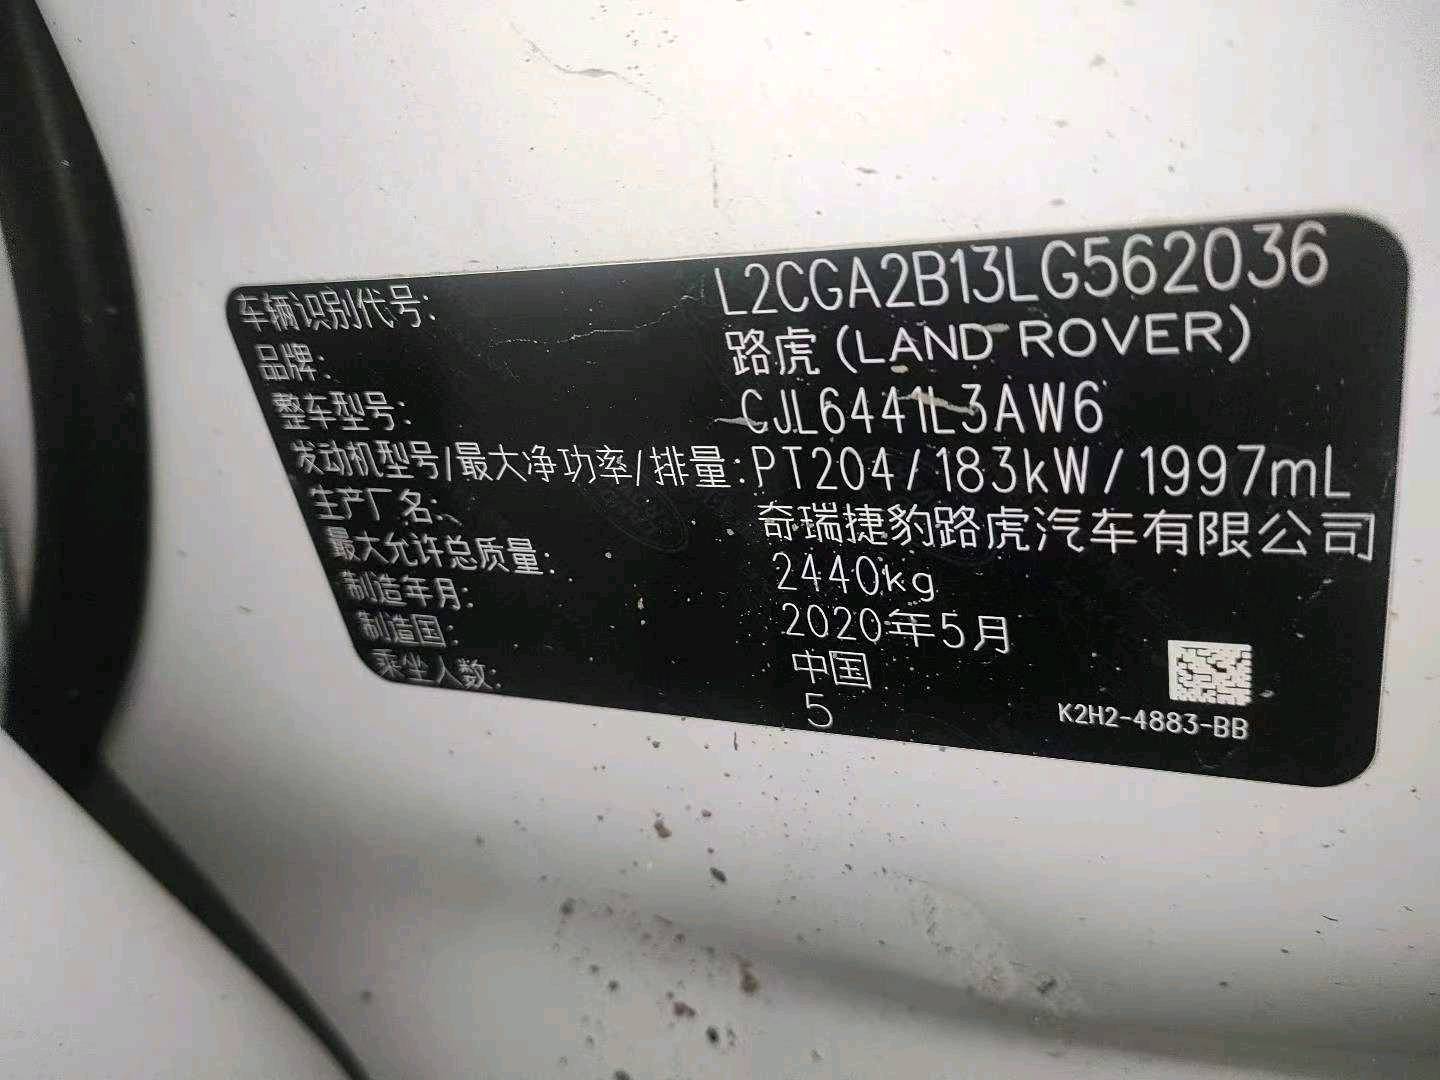 车辆识别代号: L2CGA2B13LG562036
品牌: 路虎(LAND ROVER)
整车型号: CJL6441L3AW6
发动机型号/最大净功率/排量: PT204/183kW/1997mL
生产厂名: 奇瑞捷豹路虎汽车有限公司
最大允许总质量: 2440kg
制造年月: 2020年5月
制造国: 中国
乘坐人数: 5
K2H2-4883-BB